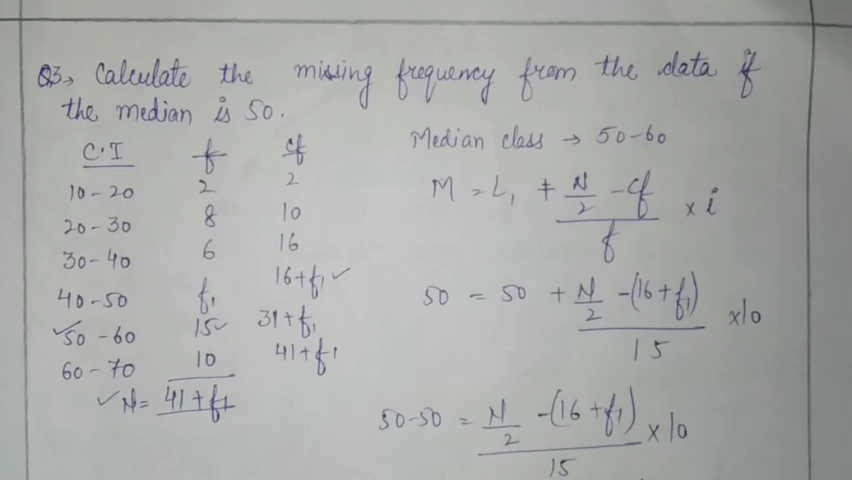 Q3, Calculate the missing frequency from the data if
the median is 50.
C.I f cf
10-20 2 2
20-30 8 10
30-40 6 16
40-50 f₁ 16+f₁ ✓
✓50-60 15✓ 31+f₁
60-70 10 41+f₁
✓N= 41+f₁
Median class → 50-60
M = L₁ + N/2 - cf
f
× i
50 = 50 + N/2 -(16+f₁)
15
×10
50-50 = N/2 -(16+f₁)
15
×10